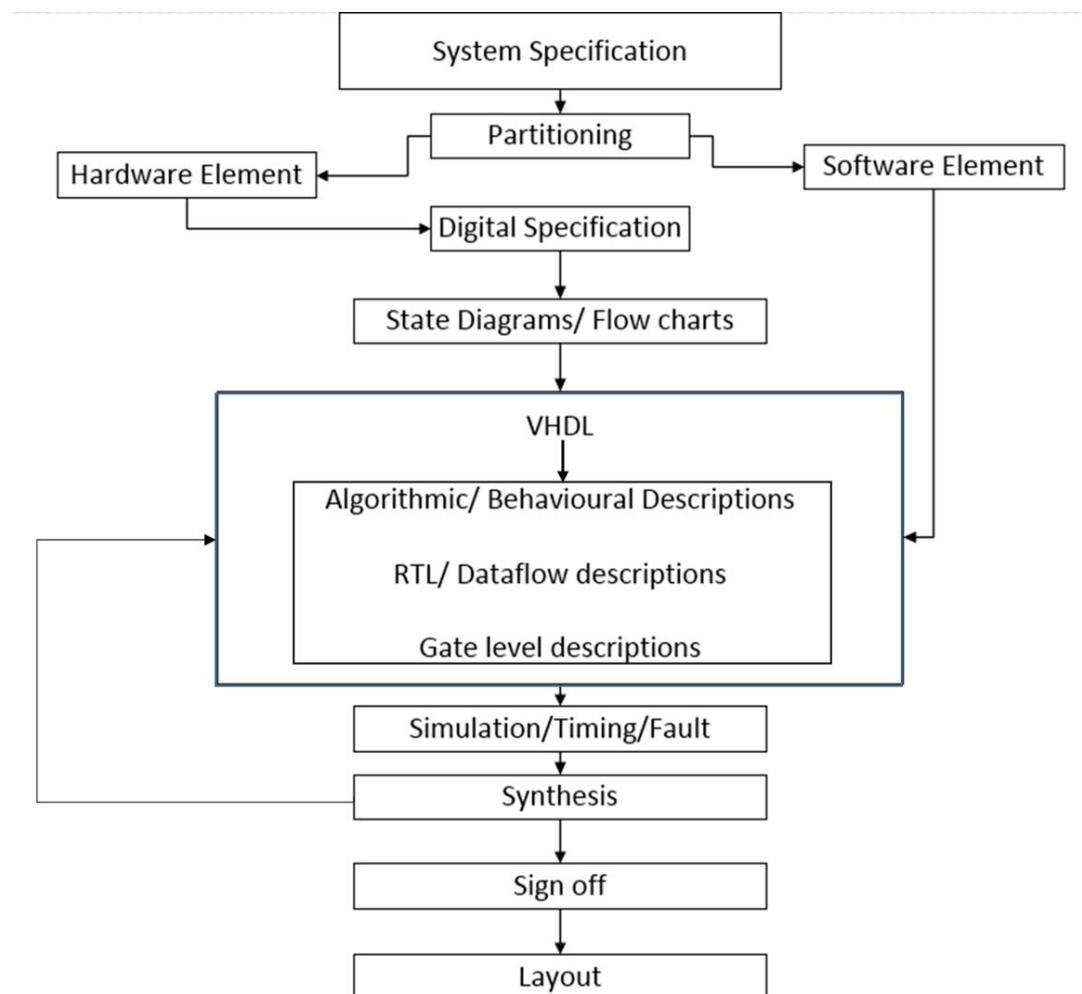 System Specification
Partitioning
Hardware Element
Software Element
Digital Specification
State Diagrams/ Flow charts
VHDL
Algorithmic/ Behavioural Descriptions
RTL/ Dataflow descriptions
Gate level descriptions
Simulation/Timing/Fault
Synthesis
Sign off
Layout